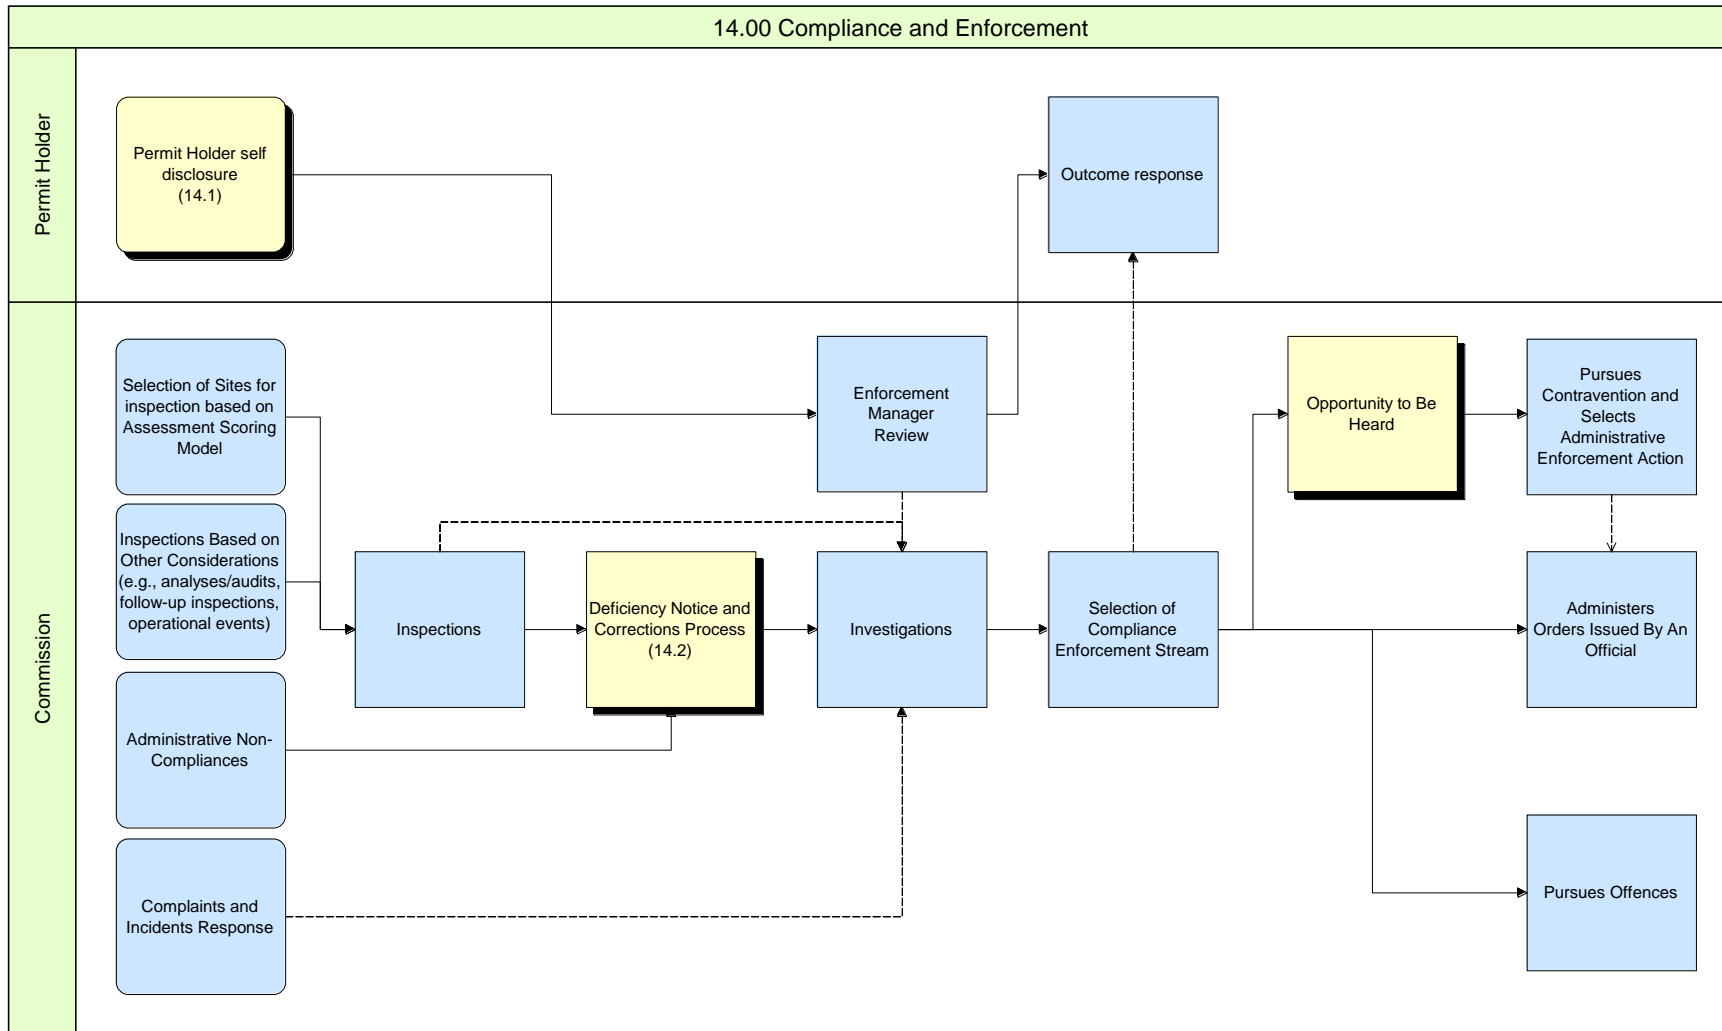 14.00 Compliance and Enforcement
Permit Holder
Permit Holder self
disclosure
(14.1)
Outcome response
Commission
Selection of Sites for
inspection based on
Assessment Scoring
Model
Enforcement
Manager
Review
Opportunity to Be
Heard
Pursues
Contravention and
Selects
Administrative
Enforcement Action
Inspections Based on
Other Considerations
(e.g., analyses/audits,
follow-up inspections,
operational events)
Inspections
Deficiency Notice and
Corrections Process
(14.2)
Investigations
Selection of
Compliance
Enforcement Stream
Administers
Orders Issued By An
Official
Administrative Non-
Compliances
Complaints and
Incidents Response
Pursues Offences